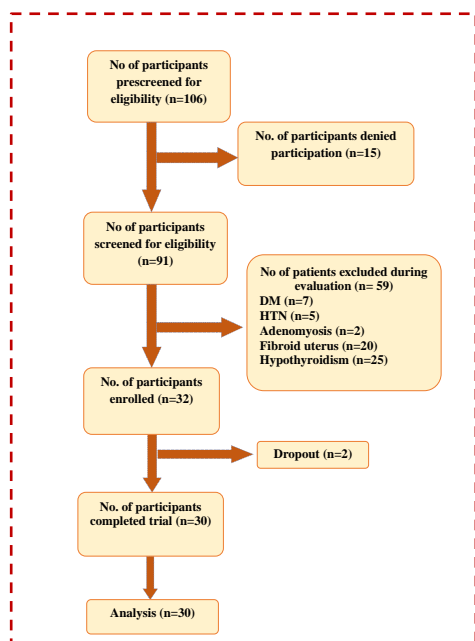 No of participants
prescreened for
eligibility (n=106)
No. of participants denied
participation (n=15)
No of participants
screened for eligibility
(n=91)
No of patients excluded during
evaluation (n= 59)
DM (n=7)
HTN (n=5)
Adenomyosis (n=2)
Fibroid uterus (n=20)
Hypothyroidism (n=25)
No. of participants
enrolled (n=32)
Dropout (n=2)
No. of participants
completed trial (n=30)
Analysis (n=30)